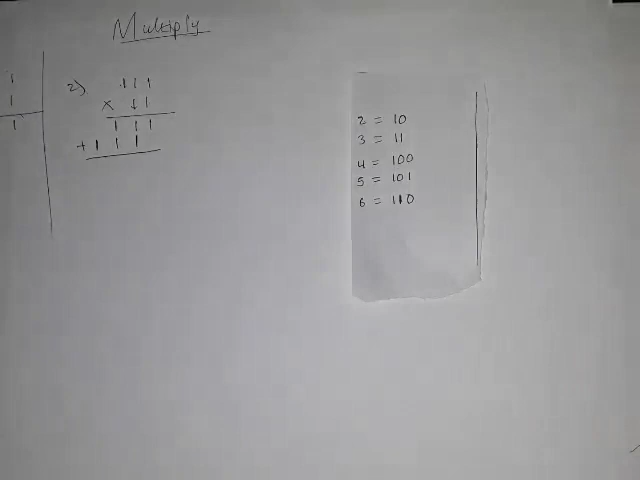 Multiply
1
1
1
2) 111
x 11
111
+ 111
2 = 10
3 = 11
4 = 100
5 = 101
6 = 110